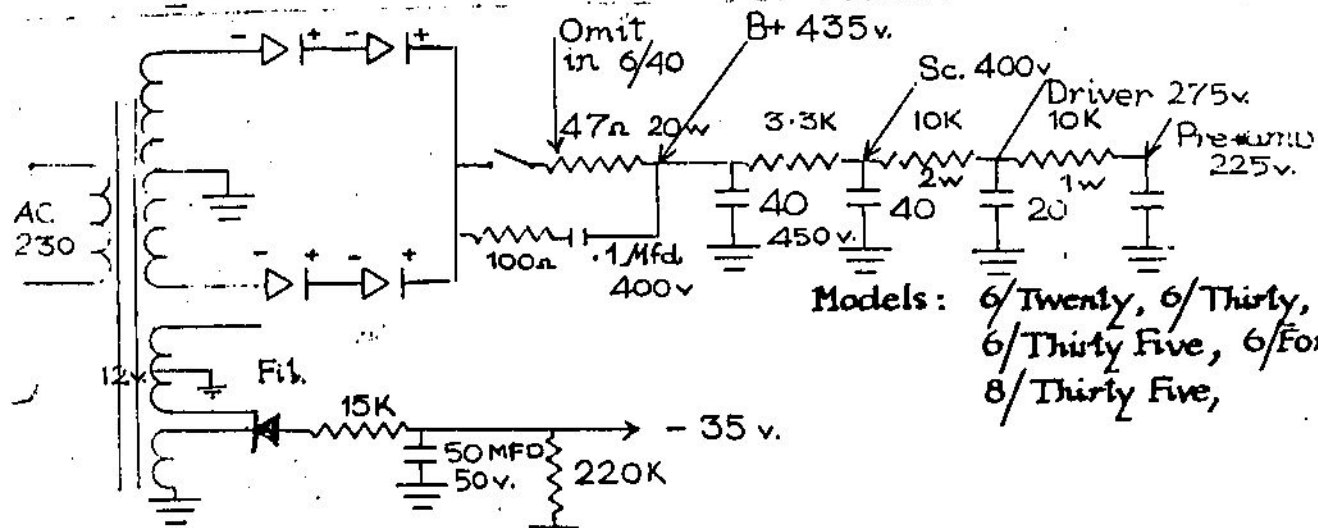 Omit
in 6/40
B+ 435v.
Sc. 400v
Driver 275v.
47Ω 20w
3.3K
10K
10K
225v.
2w
1w
AC
230
40
450v.
40
20
100Ω
.1 Mfd.
400v
Models: 6/Twenty, 6/Thirty,
6/Thirty Five,
8/Thirty Five,
12v.
Fil.
15K
- 35 v.
50 MFD
50v.
220K
- + - +
- + - +